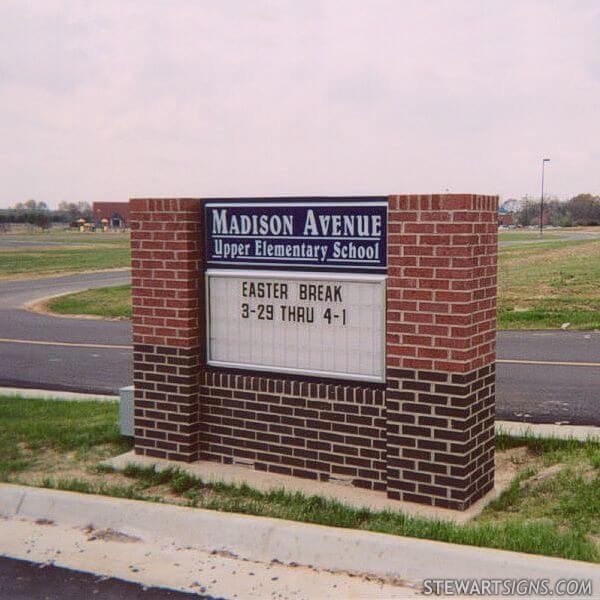 MADISON AVENUE
Upper Elementary School
EASTER BREAK
3-29 THRU 4-1
STEWARTSIGNS.COM